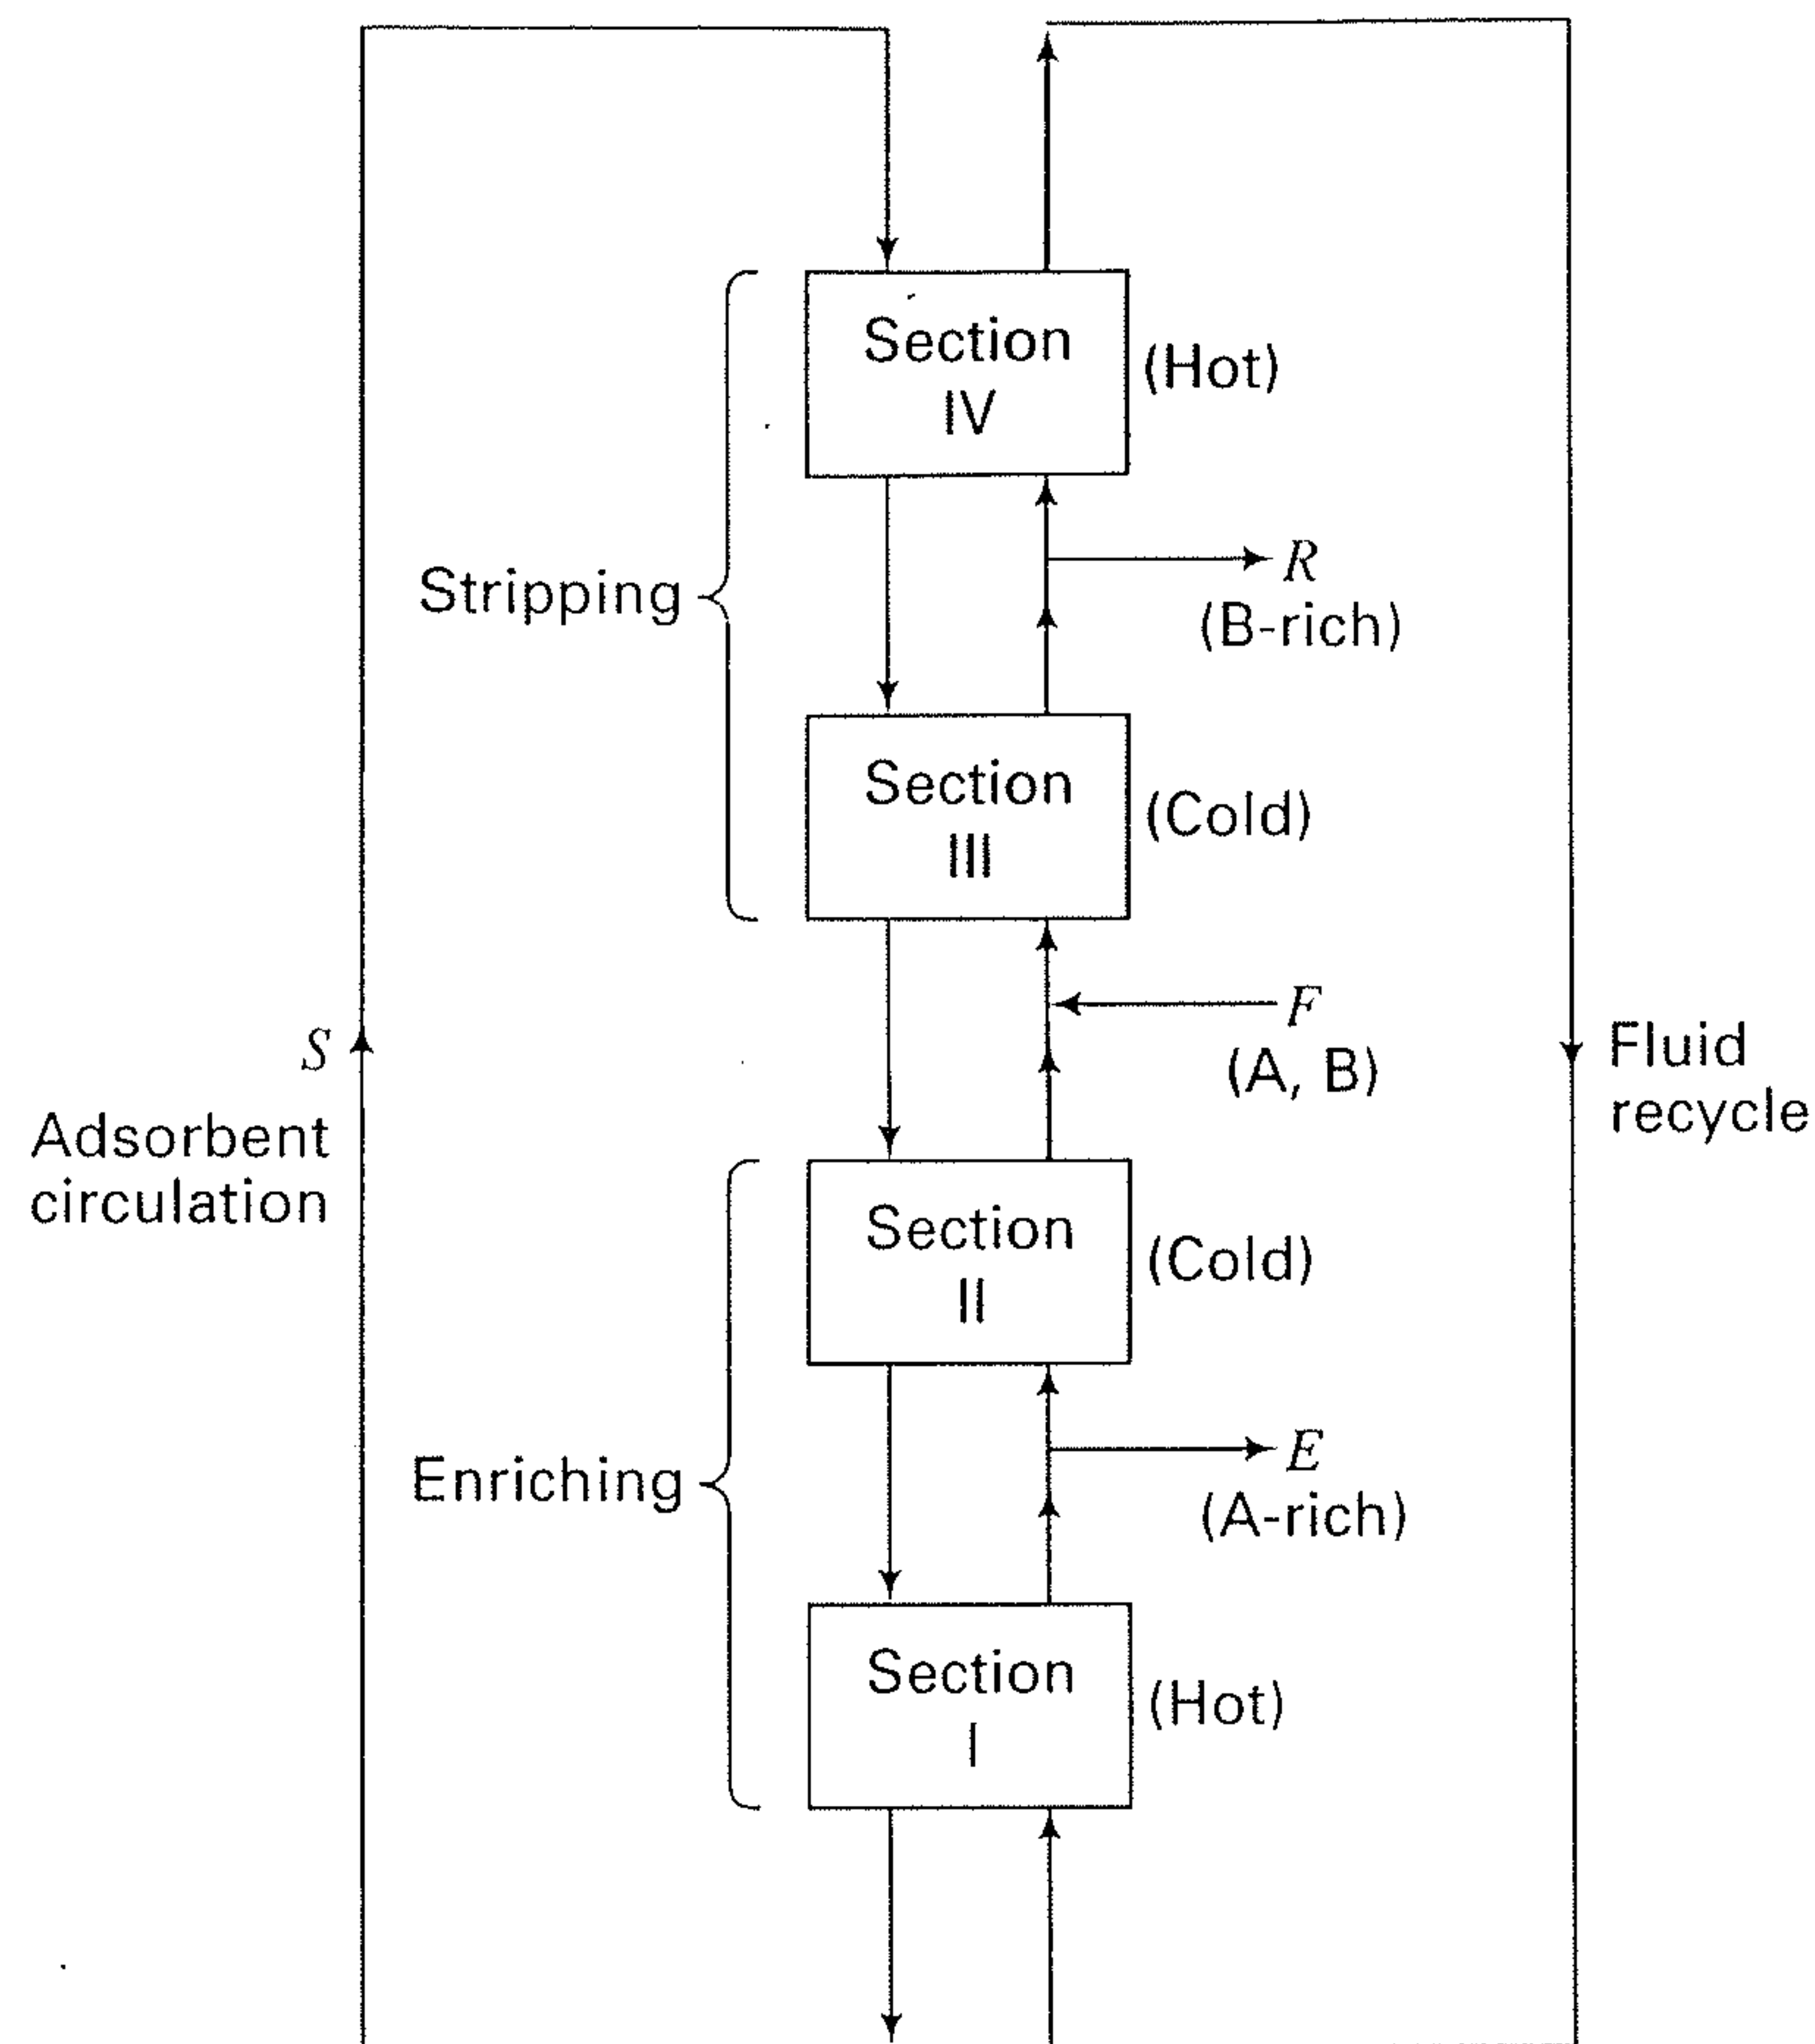 Section
IV
(Hot)
R
(B-rich)
Stripping
Section
III
(Cold)
F
(A, B)
S
Adsorbent
circulation
Fluid
recycle
Section
II
(Cold)
E
(A-rich)
Enriching
Section
I
(Hot)